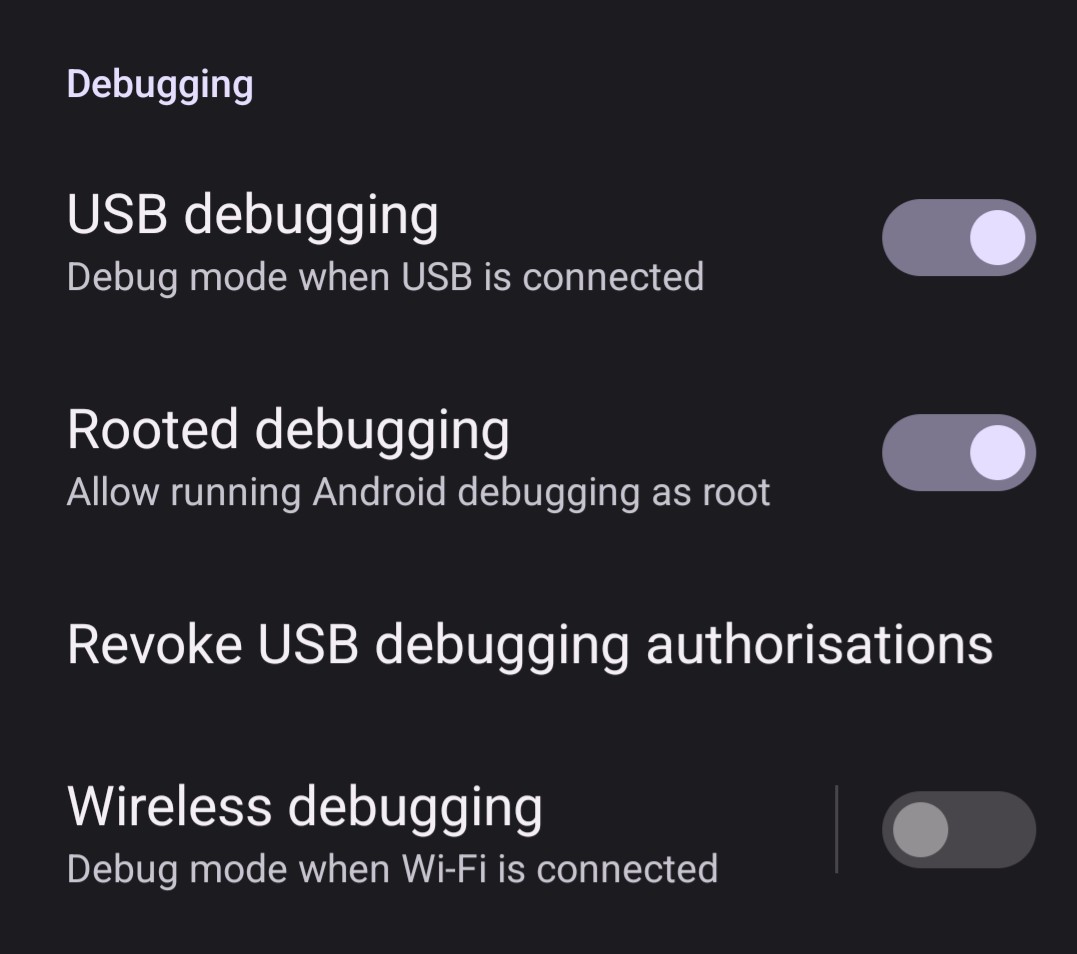 Debugging
USB debugging
Debug mode when USB is connected
Rooted debugging
Allow running Android debugging as root
Revoke USB debugging authorisations
Wireless debugging
Debug mode when Wi-Fi is connected